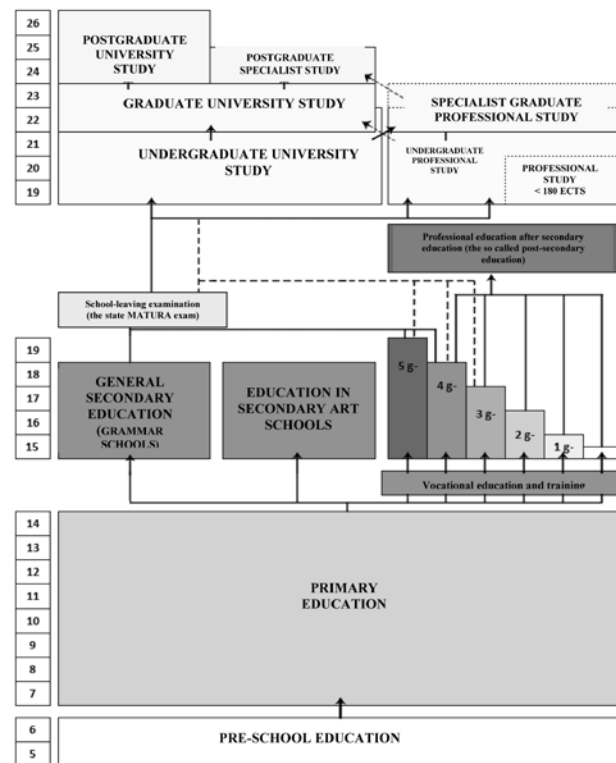 26
25
24
23
22
21
20
19
POSTGRADUATE
UNIVERSITY
STUDY
POSTGRADUATE
SPECIALIST STUDY
GRADUATE UNIVERSITY STUDY
SPECIALIST GRADUATE
PROFESSIONAL STUDY
UNDERGRADUATE UNIVERSITY
STUDY
UNDERGRADUATE
PROFESSIONAL
STUDY
PROFESSIONAL
STUDY
< 180 ECTS
Professional education after secondary
education (the so called post-secondary
education)
School-leaving examination
(the state MATURA exam)
19
18
17
16
15
GENERAL
SECONDARY
EDUCATION
(GRAMMAR
SCHOOLS)
EDUCATION IN
SECONDARY ART
SCHOOLS
5 g-
4 g-
3 g-
2 g-
1 g-
Vocational education and training
14
13
12
11
10
9
8
7
PRIMARY
EDUCATION
6
5
PRE-SCHOOL EDUCATION